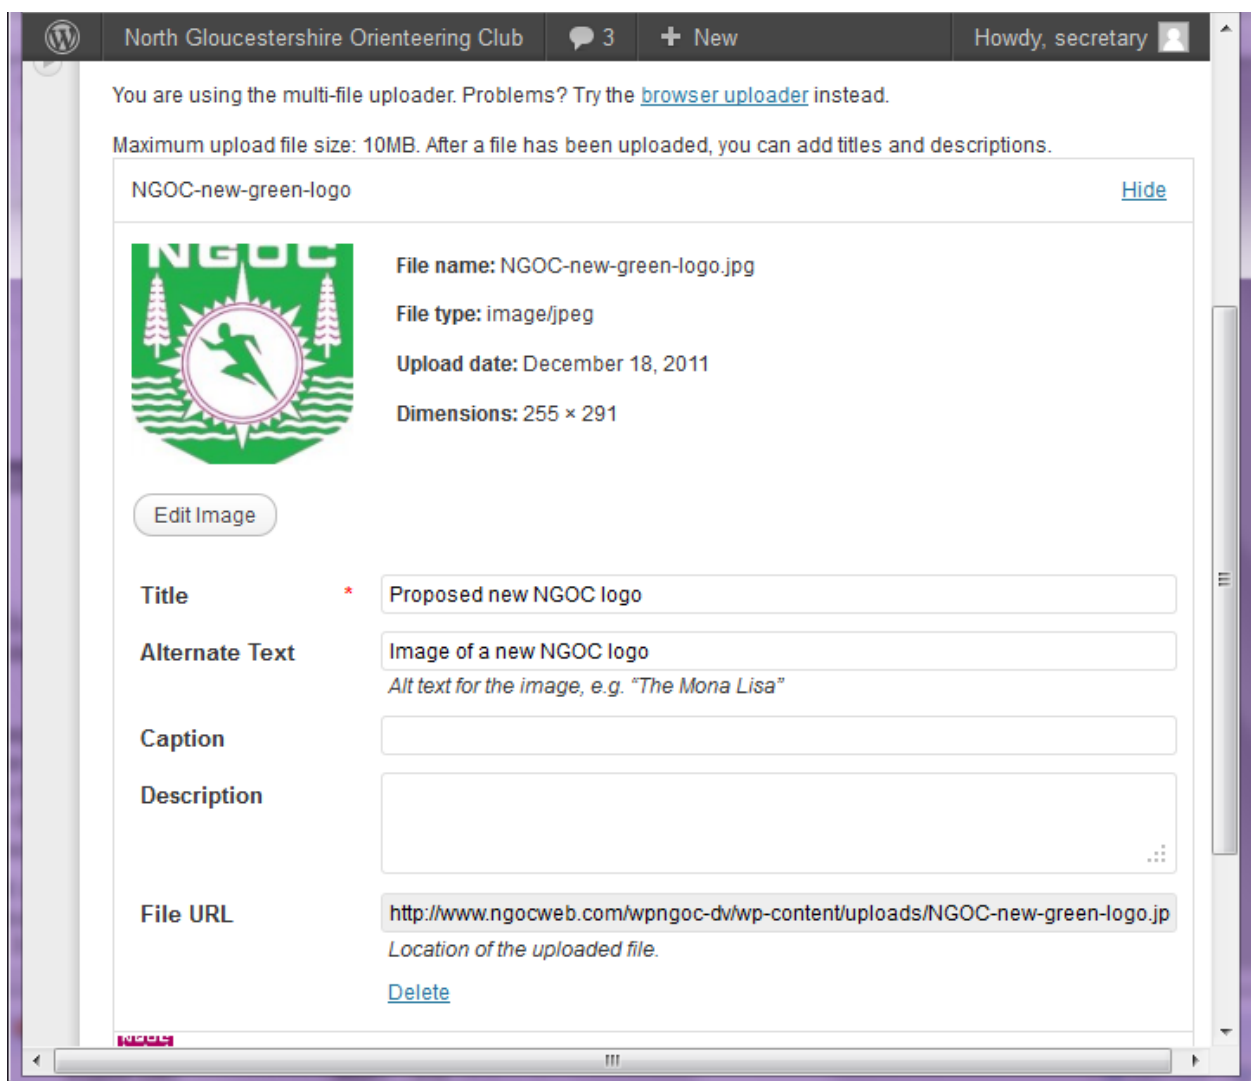 North Gloucestershire Orienteering Club 3 + New Howdy, secretary
You are using the multi-file uploader. Problems? Try the browser uploader instead.
Maximum upload file size: 10MB. After a file has been uploaded, you can add titles and descriptions.
NGOC-new-green-logo Hide
NGOC
File name: NGOC-new-green-logo.jpg
File type: image/jpeg
Upload date: December 18, 2011
Dimensions: 255 × 291
Edit Image
Title * Proposed new NGOC logo
Alternate Text Image of a new NGOC logo
Alt text for the image, e.g. “The Mona Lisa”
Caption
Description
File URL http://www.ngocweb.com/wpngoc-dv/wp-content/uploads/NGOC-new-green-logo.jp
Location of the uploaded file.
Delete
NGOC